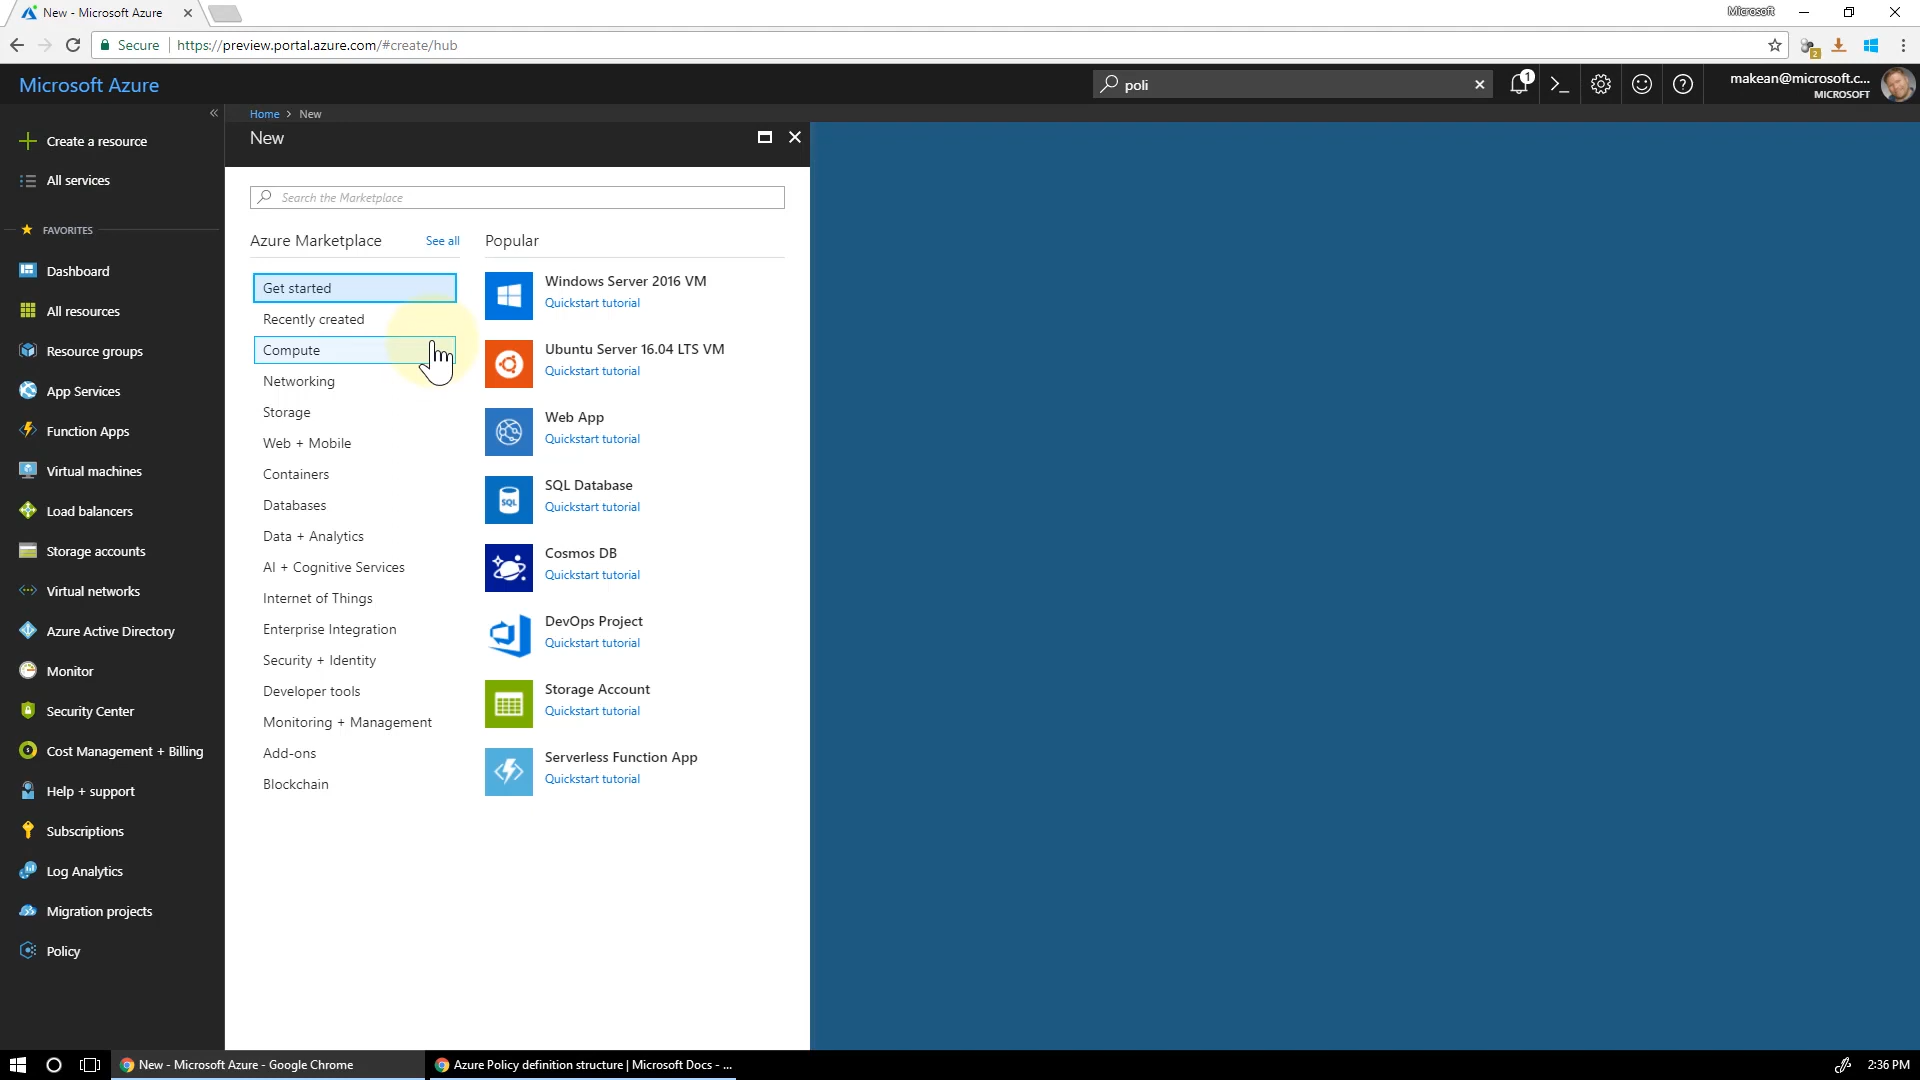 New - Microsoft Azure
Microsoft
Secure
https://preview.portal.azure.com/#create/hub
2
Microsoft Azure
poli
1
makean@microsoft.c...
MICROSOFT
Create a resource
All services
FAVORITES
Dashboard
All resources
Resource groups
App Services
Function Apps
Virtual machines
Load balancers
Storage accounts
Virtual networks
Azure Active Directory
Monitor
Security Center
Cost Management + Billing
Help + support
Subscriptions
Log Analytics
Migration projects
Policy
Home > New
New
Search the Marketplace
Azure Marketplace
See all
Get started
Recently created
Compute
Networking
Storage
Web + Mobile
Containers
Databases
Data + Analytics
AI + Cognitive Services
Internet of Things
Enterprise Integration
Security + Identity
Developer tools
Monitoring + Management
Add-ons
Blockchain
Popular
Windows Server 2016 VM
Quickstart tutorial
Ubuntu Server 16.04 LTS VM
Quickstart tutorial
Web App
Quickstart tutorial
SQL
SQL Database
Quickstart tutorial
Cosmos DB
Quickstart tutorial
DevOps Project
Quickstart tutorial
Storage Account
Quickstart tutorial
Serverless Function App
Quickstart tutorial
New - Microsoft Azure - Google Chrome
Azure Policy definition structure | Microsoft Docs - ...
2:36 PM